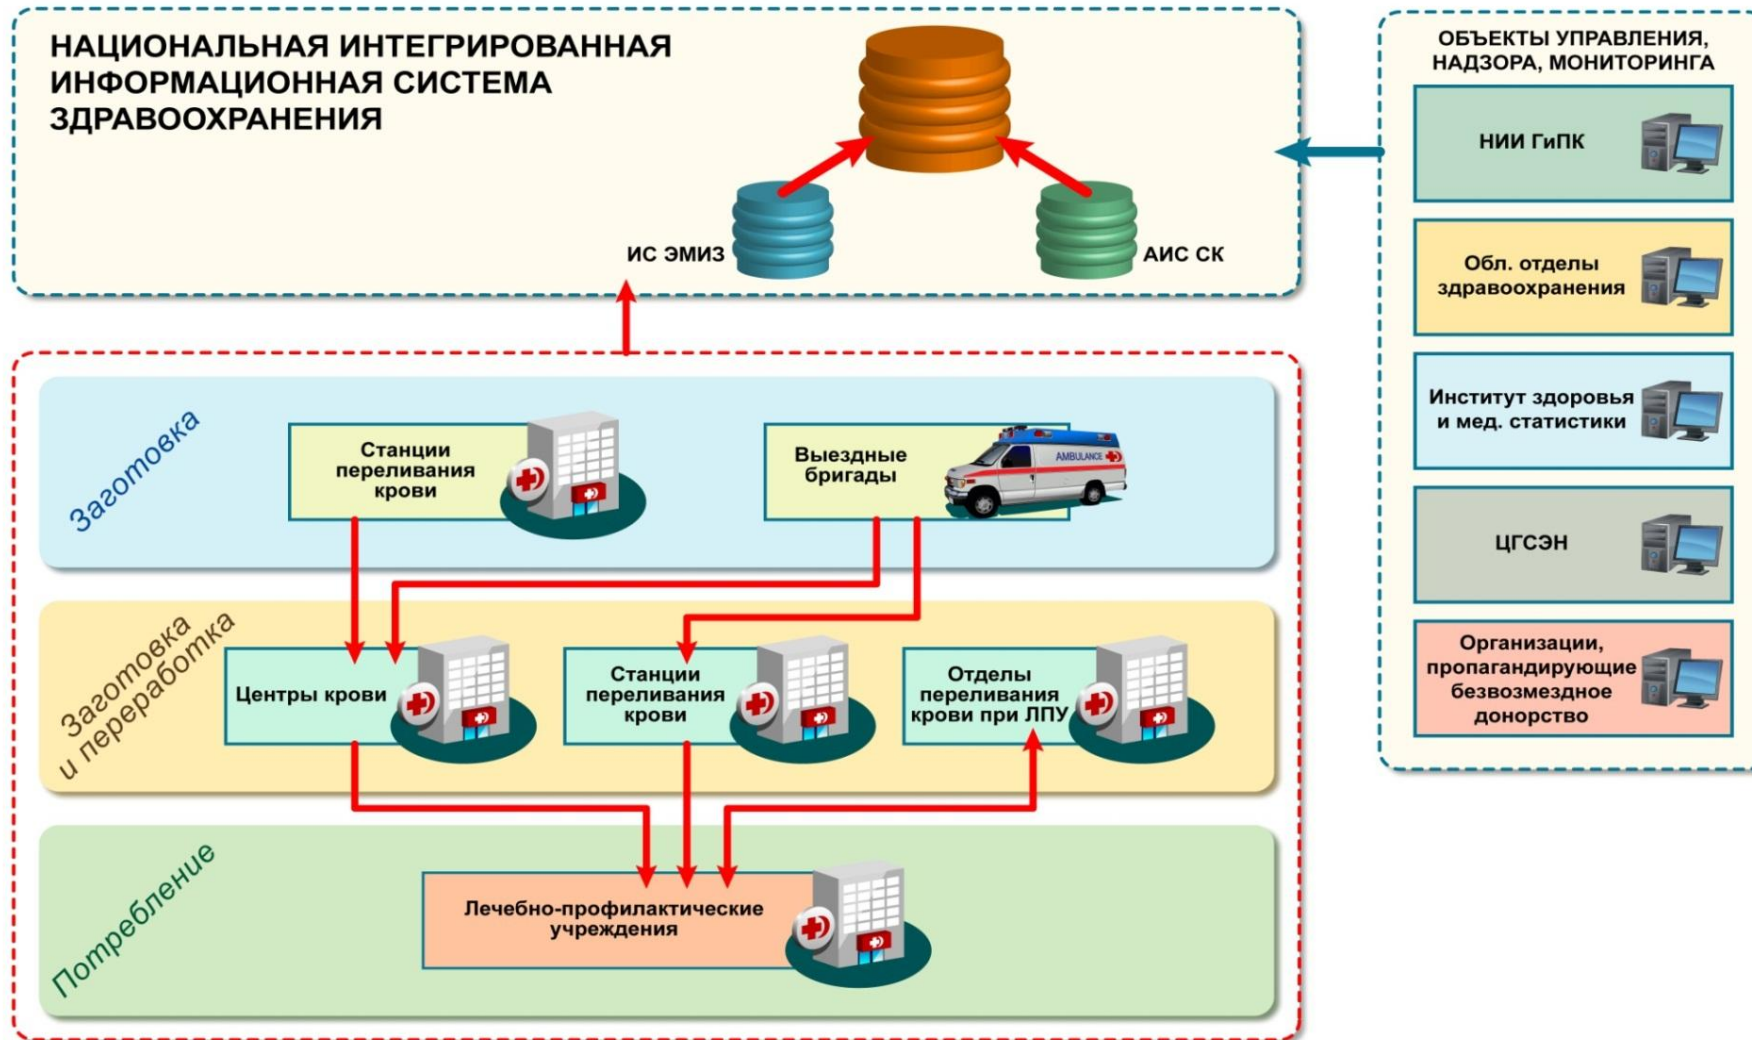 НАЦИОНАЛЬНАЯ ИНТЕГРИРОВАННАЯ
ИНФОРМАЦИОННАЯ СИСТЕМА
ЗДРАВООХРАНЕНИЯ
ИС ЭМИЗ
АИС СК
ОБЪЕКТЫ УПРАВЛЕНИЯ,
НАДЗОРА, МОНИТОРИНГА
НИИ ГиПК
Обл. отделы
здравоохранения
Институт здоровья
и мед. статистики
ЦГСЭН
Организации,
пропагандирующие
безвозмездное
донорство
Заготовка
Станции
переливания
крови
Выездные
бригады
AMBULANCE
Заготовка
и переработка
Центры крови
Станции
переливания
крови
Отделы
переливания
крови при ЛПУ
Потребление
Лечебно-профилактические
учреждения